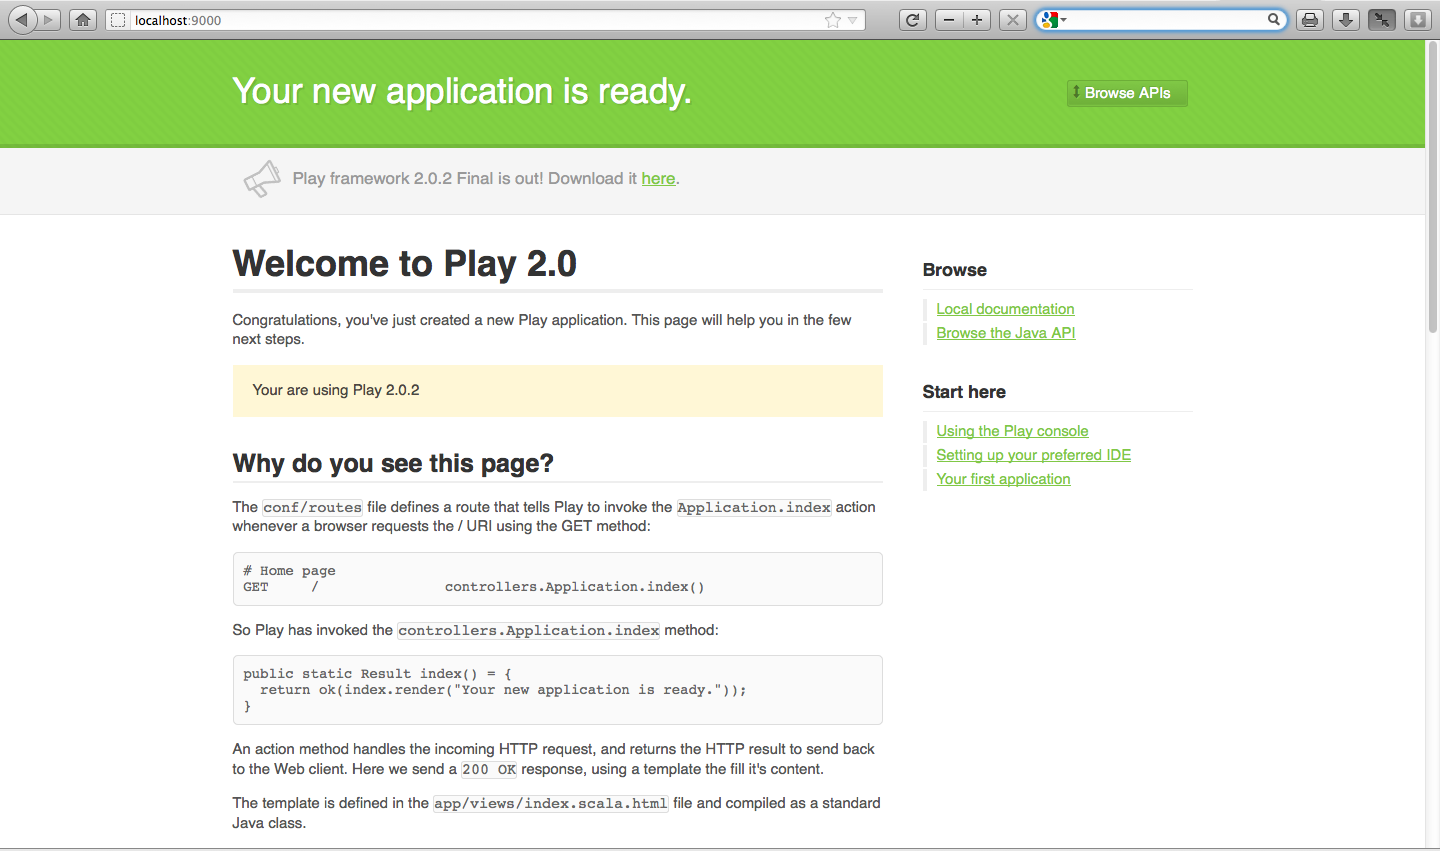 localhost:9000
Your new application is ready.
Browse APIs
Play framework 2.0.2 Final is out! Download it here.
Welcome to Play 2.0
Congratulations, you've just created a new Play application. This page will help you in the few
next steps.
Your are using Play 2.0.2
Why do you see this page?
The conf/routes file defines a route that tells Play to invoke the Application.index action
whenever a browser requests the / URI using the GET method:
# Home page
GET     /               controllers.Application.index()
So Play has invoked the controllers.Application.index method:
public static Result index() = {
  return ok(index.render("Your new application is ready."));
}
An action method handles the incoming HTTP request, and returns the HTTP result to send back
to the Web client. Here we send a 200 OK response, using a template the fill it's content.
The template is defined in the app/views/index.scala.html file and compiled as a standard
Java class.
Browse
Local documentation
Browse the Java API
Start here
Using the Play console
Setting up your preferred IDE
Your first application